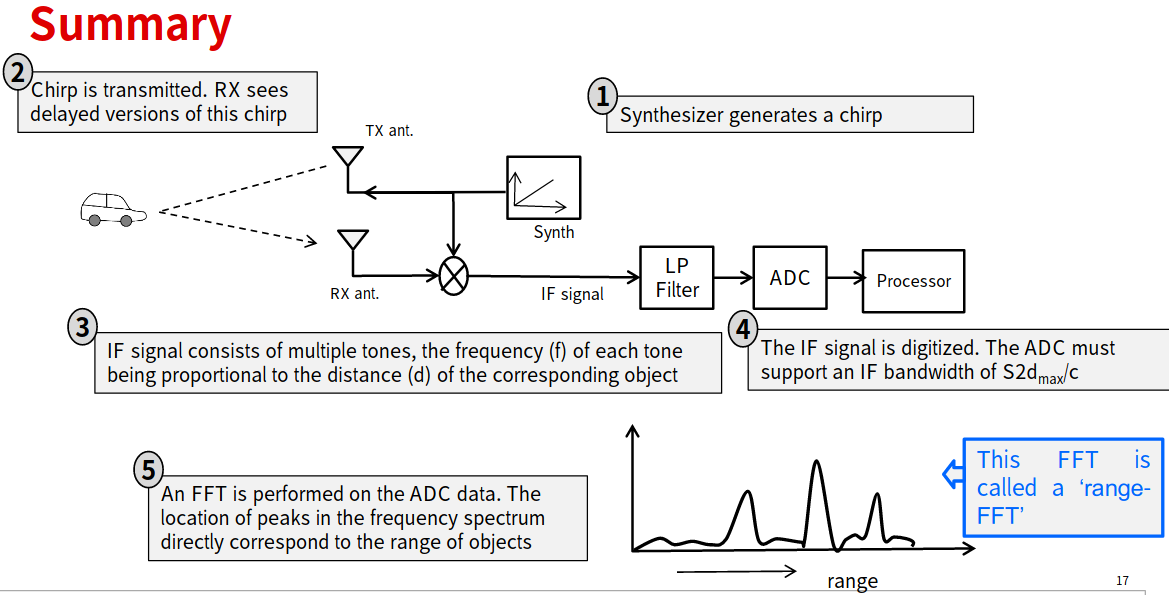 Summary
2
Chirp is transmitted. RX sees
delayed versions of this chirp
1
Synthesizer generates a chirp
TX ant.
Synth
RX ant.
IF signal
LP
Filter
ADC
Processor
3
IF signal consists of multiple tones, the frequency (f) of each tone
being proportional to the distance (d) of the corresponding object
4
The IF signal is digitized. The ADC must
support an IF bandwidth of S2dmax/c
5
An FFT is performed on the ADC data. The
location of peaks in the frequency spectrum
directly correspond to the range of objects
This FFT is
called a ‘range-
FFT’
range
17